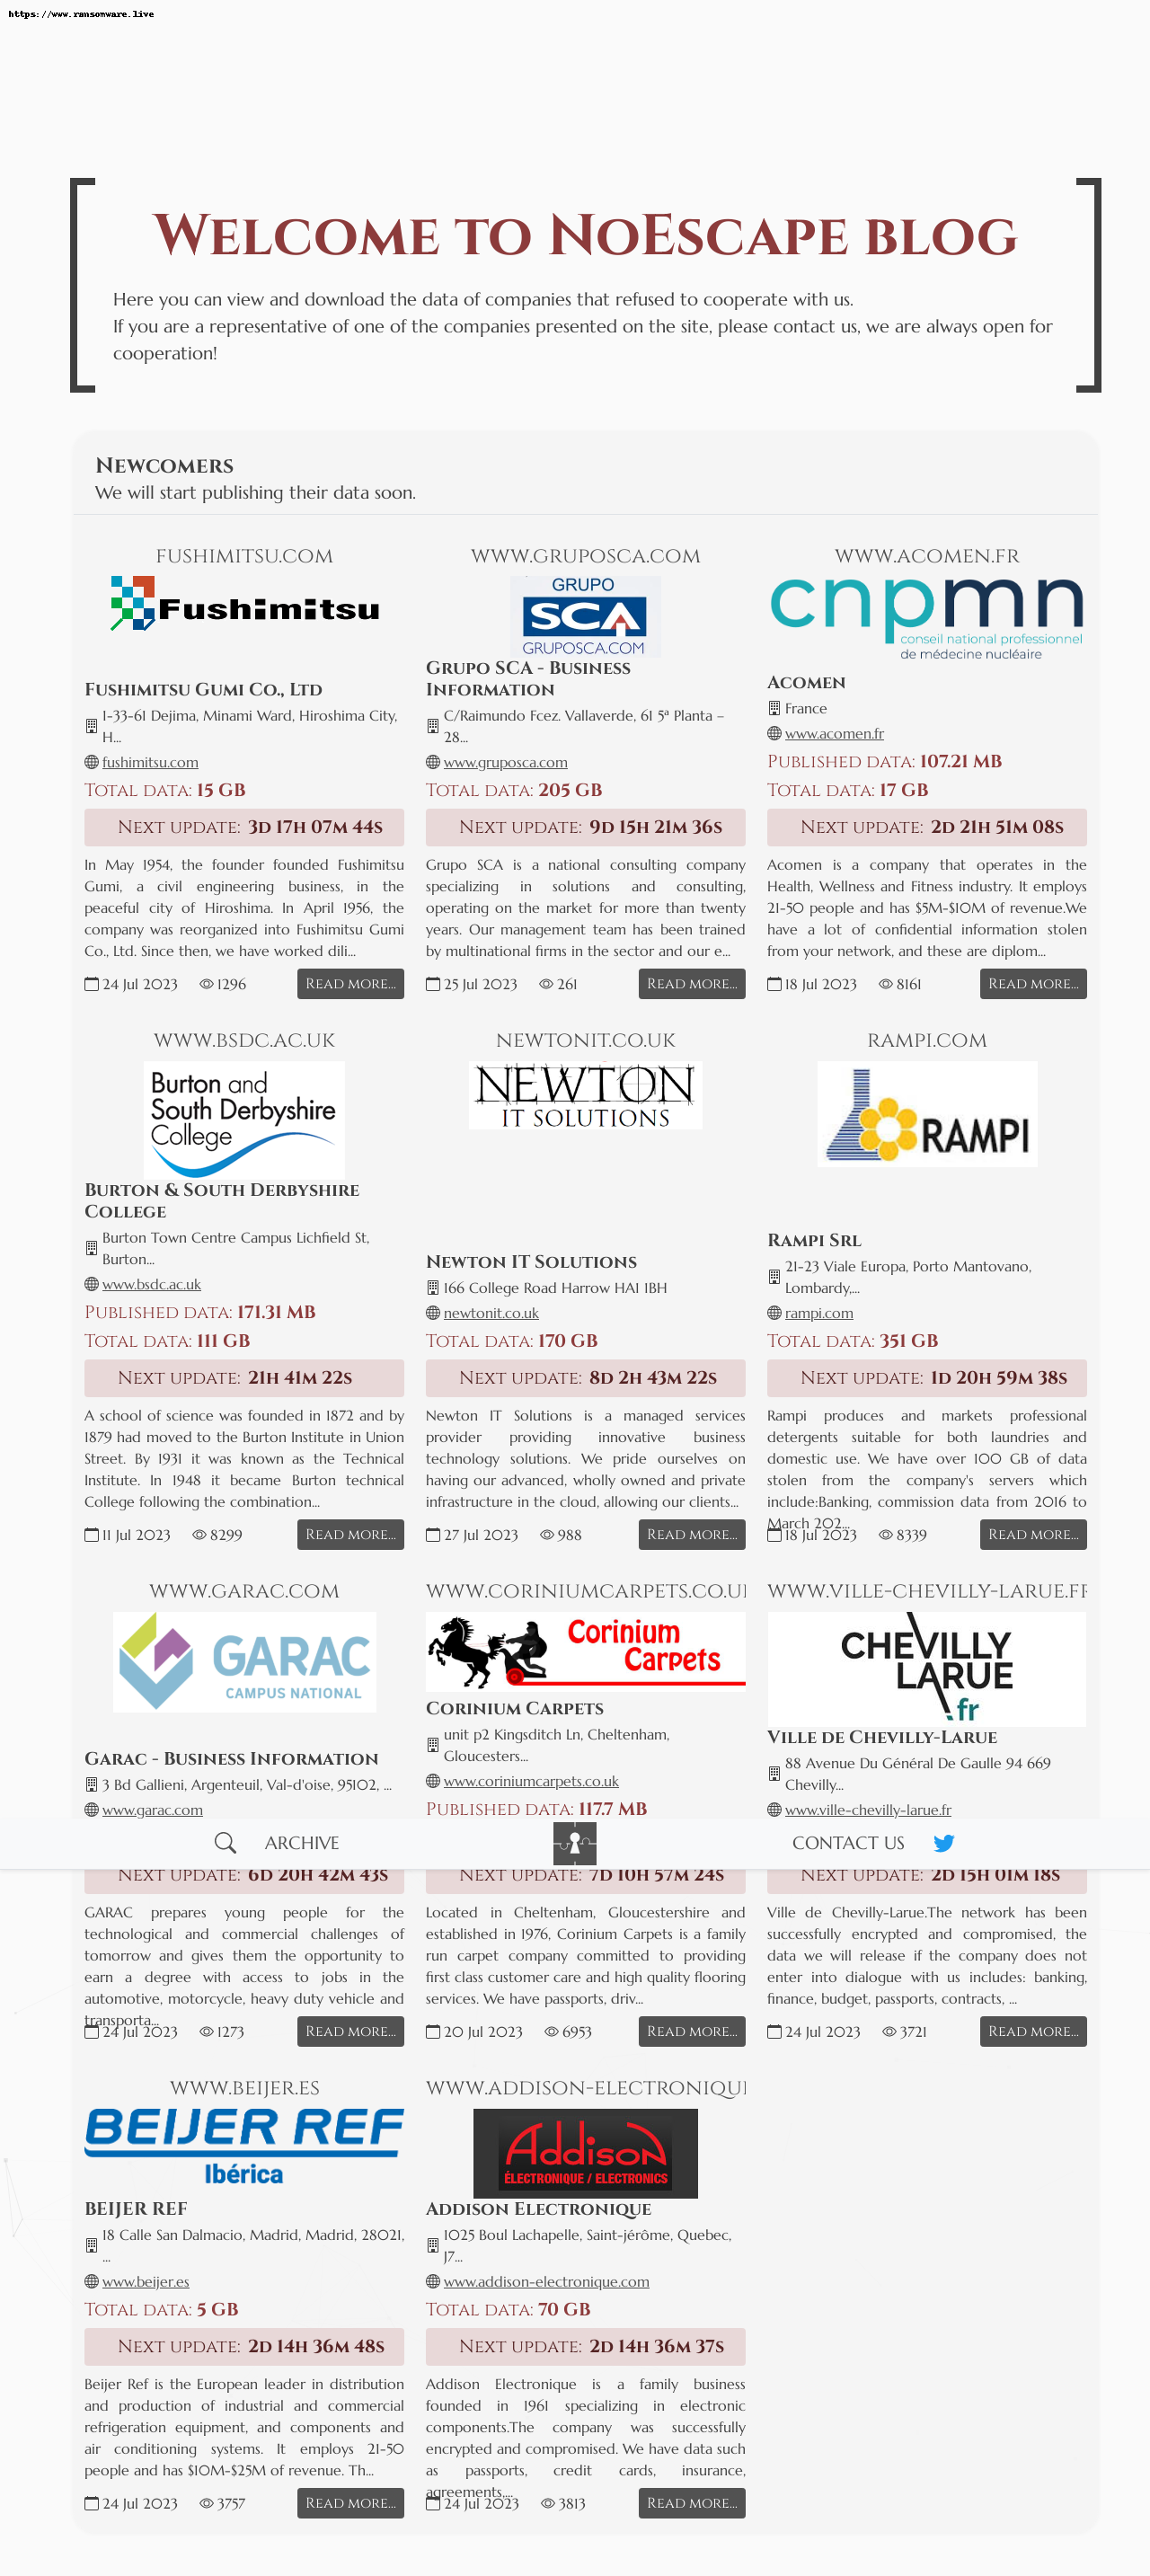 https://www.ransomware.live
Welcome to NoEscape blog
Here you can view and download the data of companies that refused to cooperate with us.
If you are a representative of one of the companies presented on the site, please contact us, we are always open for
cooperation!
Newcomers
We will start publishing their data soon.
FUSHIMITSU.COM
Fushimitsu
Fushimitsu Gumi Co., Ltd
1-33-61 Dejima, Minami Ward, Hiroshima City,
H...
fushimitsu.com
Total data: 15 GB
Next update: 3d 17h 07m 44s
In May 1954, the founder founded Fushimitsu
Gumi, a civil engineering business, in the
peaceful city of Hiroshima. In April 1956, the
company was reorganized into Fushimitsu Gumi
Co., Ltd. Since then, we have worked dili...
24 Jul 2023 1296 Read more...
WWW.GRUPOSCA.COM
GRUPO
SCA
GRUPOSCA.COM
Grupo SCA - Business
Information
C/Raimundo Fcez. Vallaverde, 61 5ª Planta –
28...
www.gruposca.com
Total data: 205 GB
Next update: 9d 15h 21m 36s
Grupo SCA is a national consulting company
specializing in solutions and consulting,
operating on the market for more than twenty
years. Our management team has been trained
by multinational firms in the sector and our e...
25 Jul 2023 261 Read more...
WWW.ACOMEN.FR
cnpmn
conseil national professionnel
de médecine nucléaire
Acomen
France
www.acomen.fr
Published data: 107.21 MB
Total data: 17 GB
Next update: 2d 21h 51m 08s
Acomen is a company that operates in the
Health, Wellness and Fitness industry. It employs
21-50 people and has $5M-$10M of revenue.We
have a lot of confidential information stolen
from your network, and these are diplom...
18 Jul 2023 8161 Read more...
WWW.BSDC.AC.UK
Burton and
South Derbyshire
College
Burton & South Derbyshire
College
Burton Town Centre Campus Lichfield St,
Burton...
www.bsdc.ac.uk
Published data: 171.31 MB
Total data: 111 GB
Next update: 21h 41m 22s
A school of science was founded in 1872 and by
1879 had moved to the Burton Institute in Union
Street. By 1931 it was known as the Technical
Institute. In 1948 it became Burton technical
College following the combination...
11 Jul 2023 8299 Read more...
NEWTONIT.CO.UK
NEWTON
IT SOLUTIONS
Newton IT Solutions
166 College Road Harrow HA1 1BH
newtonit.co.uk
Total data: 170 GB
Next update: 8d 2h 43m 22s
Newton IT Solutions is a managed services
provider providing innovative business
technology solutions. We pride ourselves on
having our advanced, wholly owned and private
infrastructure in the cloud, allowing our clients...
27 Jul 2023 988 Read more...
RAMPI.COM
RAMPI
Rampi Srl
21-23 Viale Europa, Porto Mantovano,
Lombardy,...
rampi.com
Total data: 351 GB
Next update: 1d 20h 59m 38s
Rampi produces and markets professional
detergents suitable for both laundries and
domestic use. We have over 100 GB of data
stolen from the company's servers which
include:Banking, commission data from 2016 to
March 202...
18 Jul 2023 8339 Read more...
WWW.GARAC.COM
GARAC
CAMPUS NATIONAL
Garac - Business Information
3 Bd Gallieni, Argenteuil, Val-d'oise, 95102, ...
www.garac.com
WWW.CORINIUMCARPETS.CO.UK
Corinium
Carpets
Corinium Carpets
unit p2 Kingsditch Ln, Cheltenham,
Gloucesters...
www.coriniumcarpets.co.uk
Published data: 117.7 MB
WWW.VILLE-CHEVILLY-LARUE.FR
CHEVILLY
LARUE
.fr
Ville de Chevilly-Larue
88 Avenue Du Général De Gaulle 94 669
Chevilly...
www.ville-chevilly-larue.fr
ARCHIVE CONTACT US
Next update: 6d 20h 42m 43s
GARAC prepares young people for the
technological and commercial challenges of
tomorrow and gives them the opportunity to
earn a degree with access to jobs in the
automotive, motorcycle, heavy duty vehicle and
transporta...
24 Jul 2023 1273 Read more...
Next update: 7d 10h 57m 24s
Located in Cheltenham, Gloucestershire and
established in 1976, Corinium Carpets is a family
run carpet company committed to providing
first class customer care and high quality flooring
services. We have passports, driv...
20 Jul 2023 6953 Read more...
Next update: 2d 15h 01m 18s
Ville de Chevilly-Larue.The network has been
successfully encrypted and compromised, the
data we will release if the company does not
enter into dialogue with us includes: banking,
finance, budget, passports, contracts, ...
24 Jul 2023 3721 Read more...
WWW.BEIJER.ES
BEIJER REF
Ibérica
BEIJER REF
18 Calle San Dalmacio, Madrid, Madrid, 28021,
...
www.beijer.es
Total data: 5 GB
Next update: 2d 14h 36m 48s
Beijer Ref is the European leader in distribution
and production of industrial and commercial
refrigeration equipment, and components and
air conditioning systems. It employs 21-50
people and has $10M-$25M of revenue. Th...
24 Jul 2023 3757 Read more...
WWW.ADDISON-ELECTRONIQUE
Addison
ÉLECTRONIQUE / ELECTRONICS
Addison Electronique
1025 Boul Lachapelle, Saint-jérôme, Quebec,
J7...
www.addison-electronique.com
Total data: 70 GB
Next update: 2d 14h 36m 37s
Addison Electronique is a family business
founded in 1961 specializing in electronic
components.The company was successfully
encrypted and compromised. We have data such
as passports, credit cards, insurance,
agreements,...
24 Jul 2023 3813 Read more...